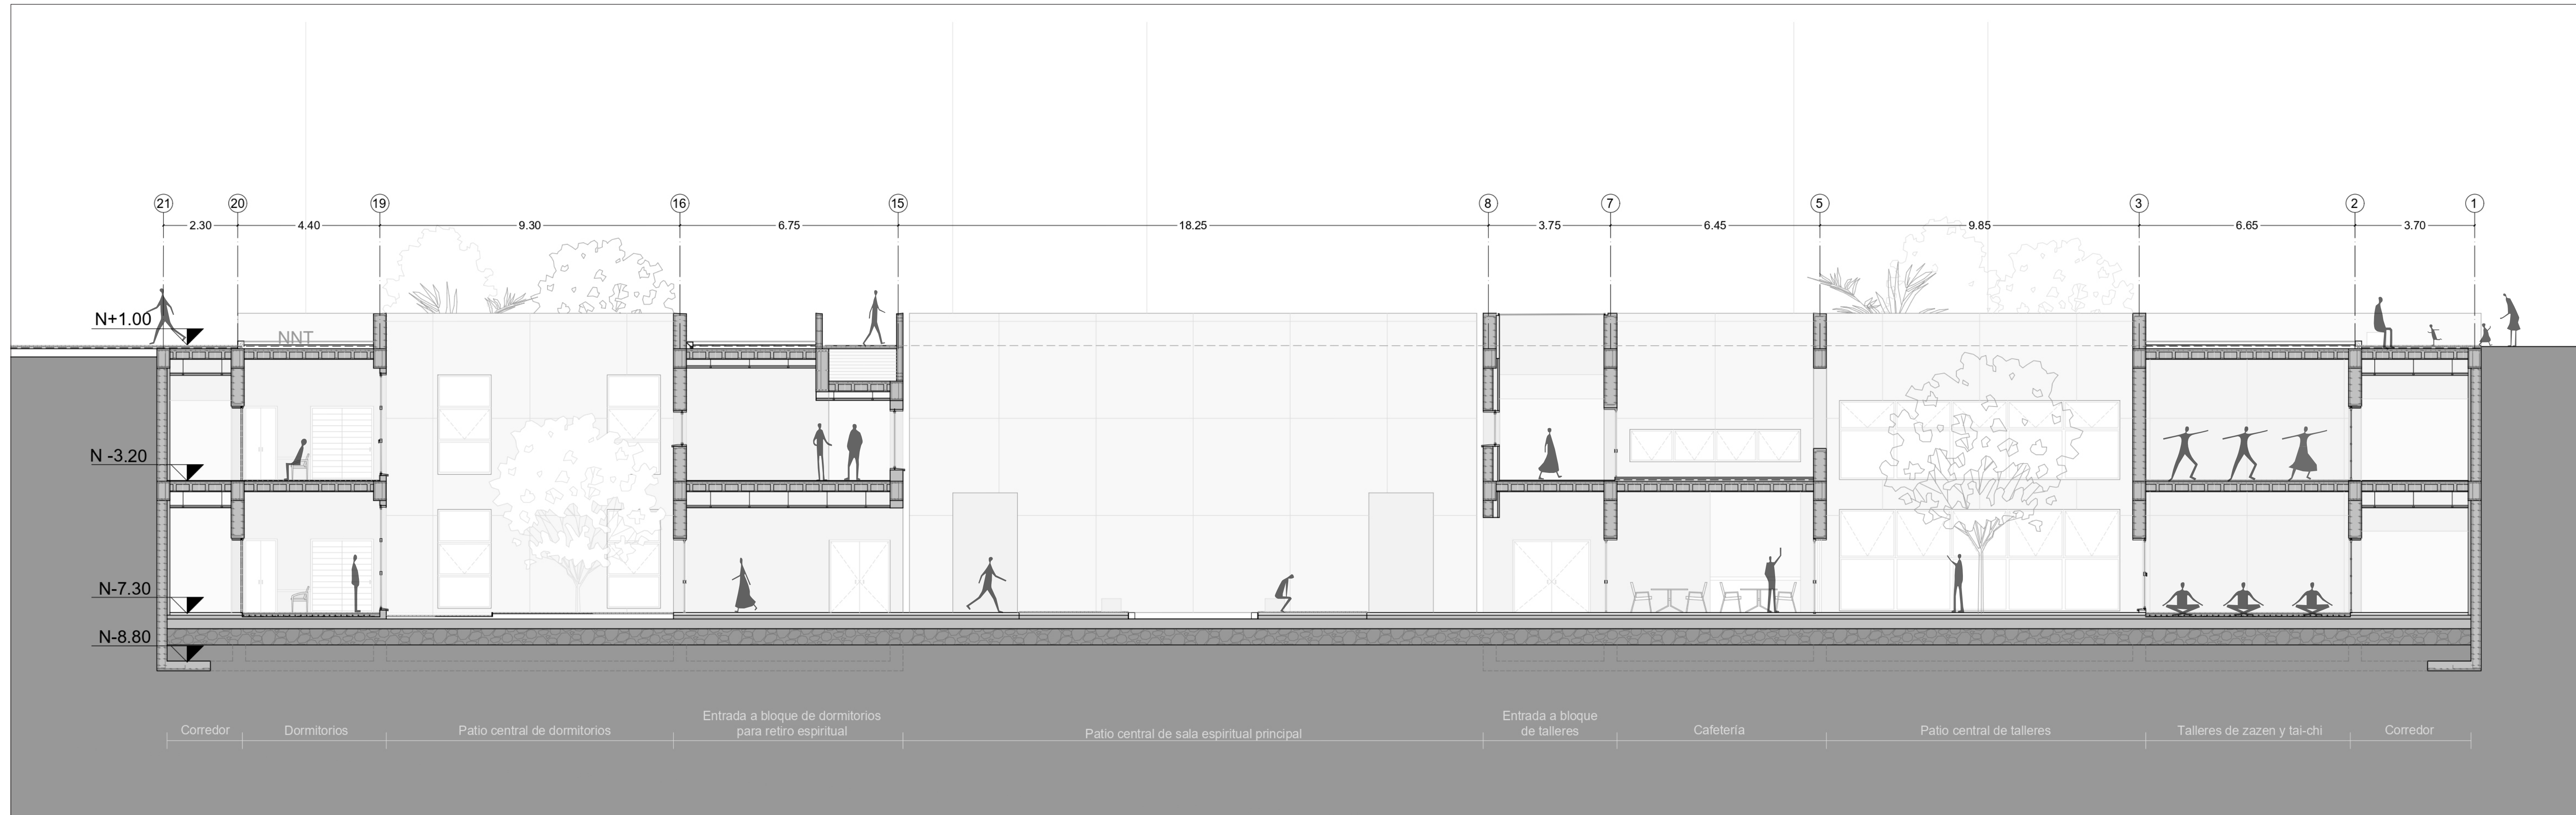 21 20 19 16 15 8 7 5 3 2 1
2.30 4.40 9.30 6.75 18.25 3.75 6.45 9.85 6.65 3.70
N+1.00
NNT
N -3.20
N-7.30
N-8.80
Corredor
Dormitorios
Patio central de dormitorios
Entrada a bloque de dormitorios
para retiro espiritual
Patio central de sala espiritual principal
Entrada a bloque
de talleres
Cafetería
Patio central de talleres
Talleres de zazen y tai-chi
Corredor